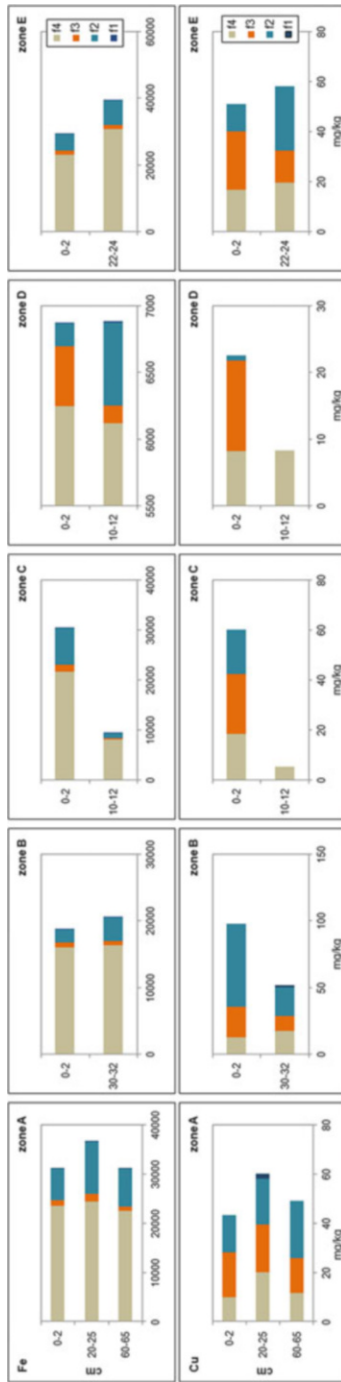 Fe
zone A
cm
0-2
20-25
60-65
0 10000 20000 30000 40000
zone B
0-2
30-32
0 10000 20000 30000
zone C
0-2
10-12
0 10000 20000 30000 40000
zone D
0-2
10-12
5500 6000 6500 7000
zone E
f4 f3 f2 f1
0-2
22-24
0 20000 40000 60000
Cu
zone A
cm
0-2
20-25
60-65
0 20 40 60 80
mg/kg
zone B
0-2
30-32
0 50 100 150
mg/kg
zone C
0-2
10-12
0 20 40 60 80
mg/kg
zone D
0-2
10-12
0 10 20 30
mg/kg
zone E
f4 f3 f2 f1
0-2
22-24
0 20 40 60 80
mg/kg